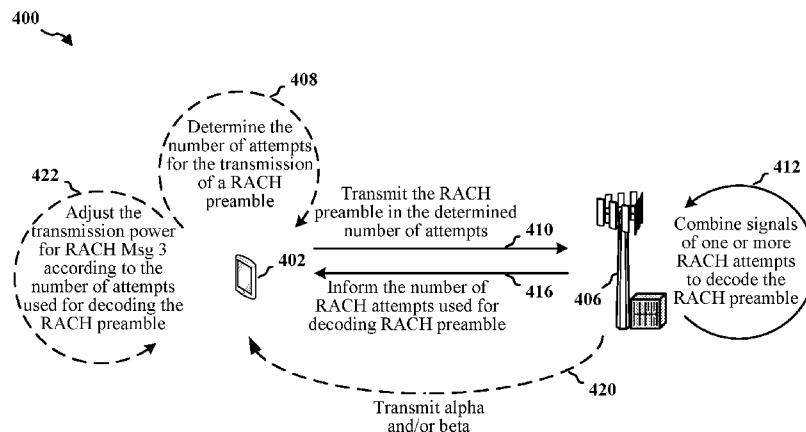 400
408
Determine the
number of attempts
for the transmission
of a RACH
preamble
422
Adjust the
transmission power
for RACH Msg 3
according to the
number of attempts
used for decoding the
RACH preamble
402
Transmit the RACH
preamble in the determined
number of attempts
410
416
Inform the number of
RACH attempts used for
decoding RACH preamble
406
412
Combine signals
of one or more
RACH attempts
to decode the
RACH preamble
420
Transmit alpha
and/or beta